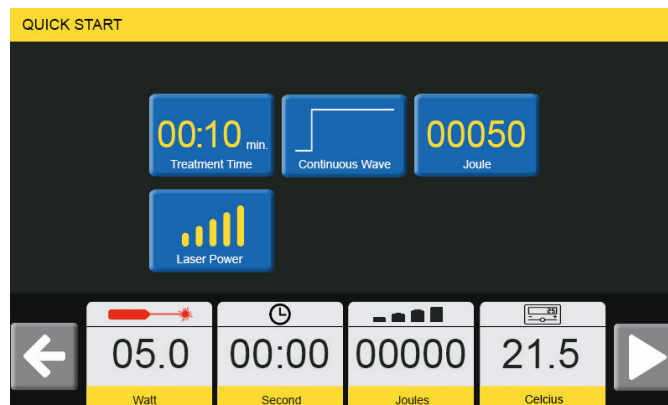 QUICK START
00:10 min.
Treatment Time
Continuous Wave
00050
Joule
Laser Power
25
05.0
00:00
00000
21.5
Watt
Second
Joules
Celcius